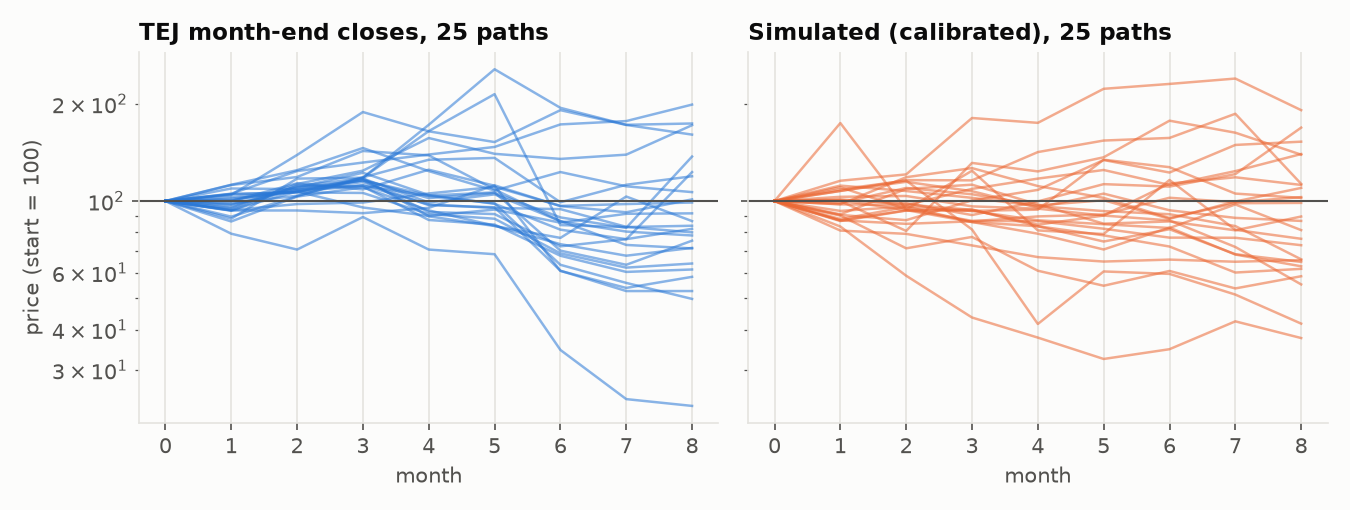 TEJ month-end closes, 25 paths
Simulated (calibrated), 25 paths
price (start = 100)
2 × 10²
10²
6 × 10¹
4 × 10¹
3 × 10¹
0 1 2 3 4 5 6 7 8
0 1 2 3 4 5 6 7 8
month
month